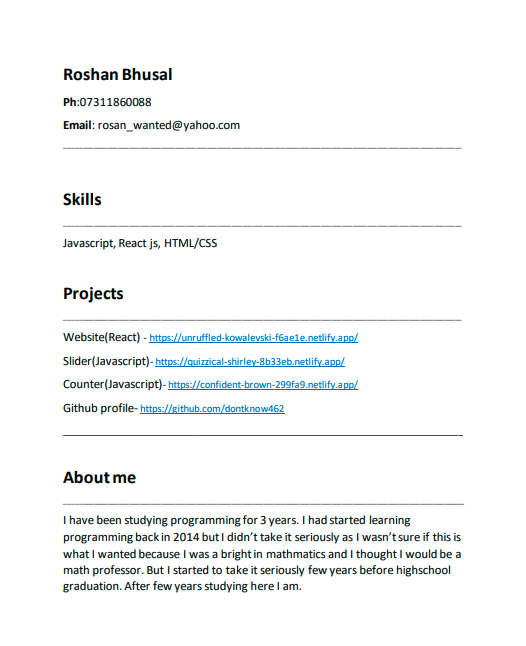 Roshan Bhusal
Ph:07311860088
Email: rosan_wanted@yahoo.com
Skills
Javascript, React js, HTML/CSS
Projects
Website(React) - https://unruffled-kowalevski-f6ae1e.netlify.app/
Slider(Javascript)- https://quizzical-shirley-8b33eb.netlify.app/
Counter(Javascript)- https://confident-brown-299fa9.netlify.app/
Github profile- https://github.com/dontknow462
About me
I have been studying programming for 3 years. I had started learning
programming back in 2014 but I didn't take it seriously as I wasn't sure if this is
what I wanted because I was a bright in mathmatics and I thought I would be a
math professor. But I started to take it seriously few years before highschool
graduation. After few years studying here I am.